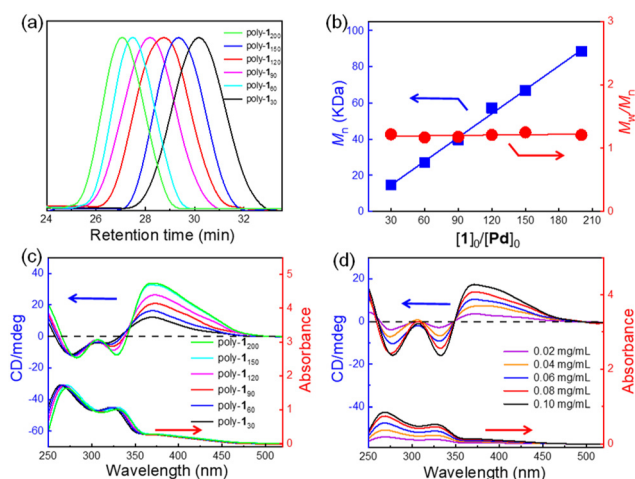 (a)
poly-1₂₀₀
poly-1₁₅₀
poly-1₁₂₀
poly-1₉₀
poly-1₆₀
poly-1₃₀
24 26 28 30 32
Retention time (min)
(b)
100
80
60
40
20
0
Mₙ (KDa)
3
2
1
0
M_w/Mₙ
30 60 90 120 150 180 210
[1]₀/[Pd]₀
(c)
40
20
0
-20
-40
-60
CD/mdeg
5
4
3
2
1
0
Absorbance
poly-1₂₀₀
poly-1₁₅₀
poly-1₁₂₀
poly-1₉₀
poly-1₆₀
poly-1₃₀
250 300 350 400 450 500
Wavelength (nm)
(d)
20
0
-20
-40
CD/mdeg
4
2
0
Absorbance
0.02 mg/mL
0.04 mg/mL
0.06 mg/mL
0.08 mg/mL
0.10 mg/mL
250 300 350 400 450 500
Wavelength (nm)